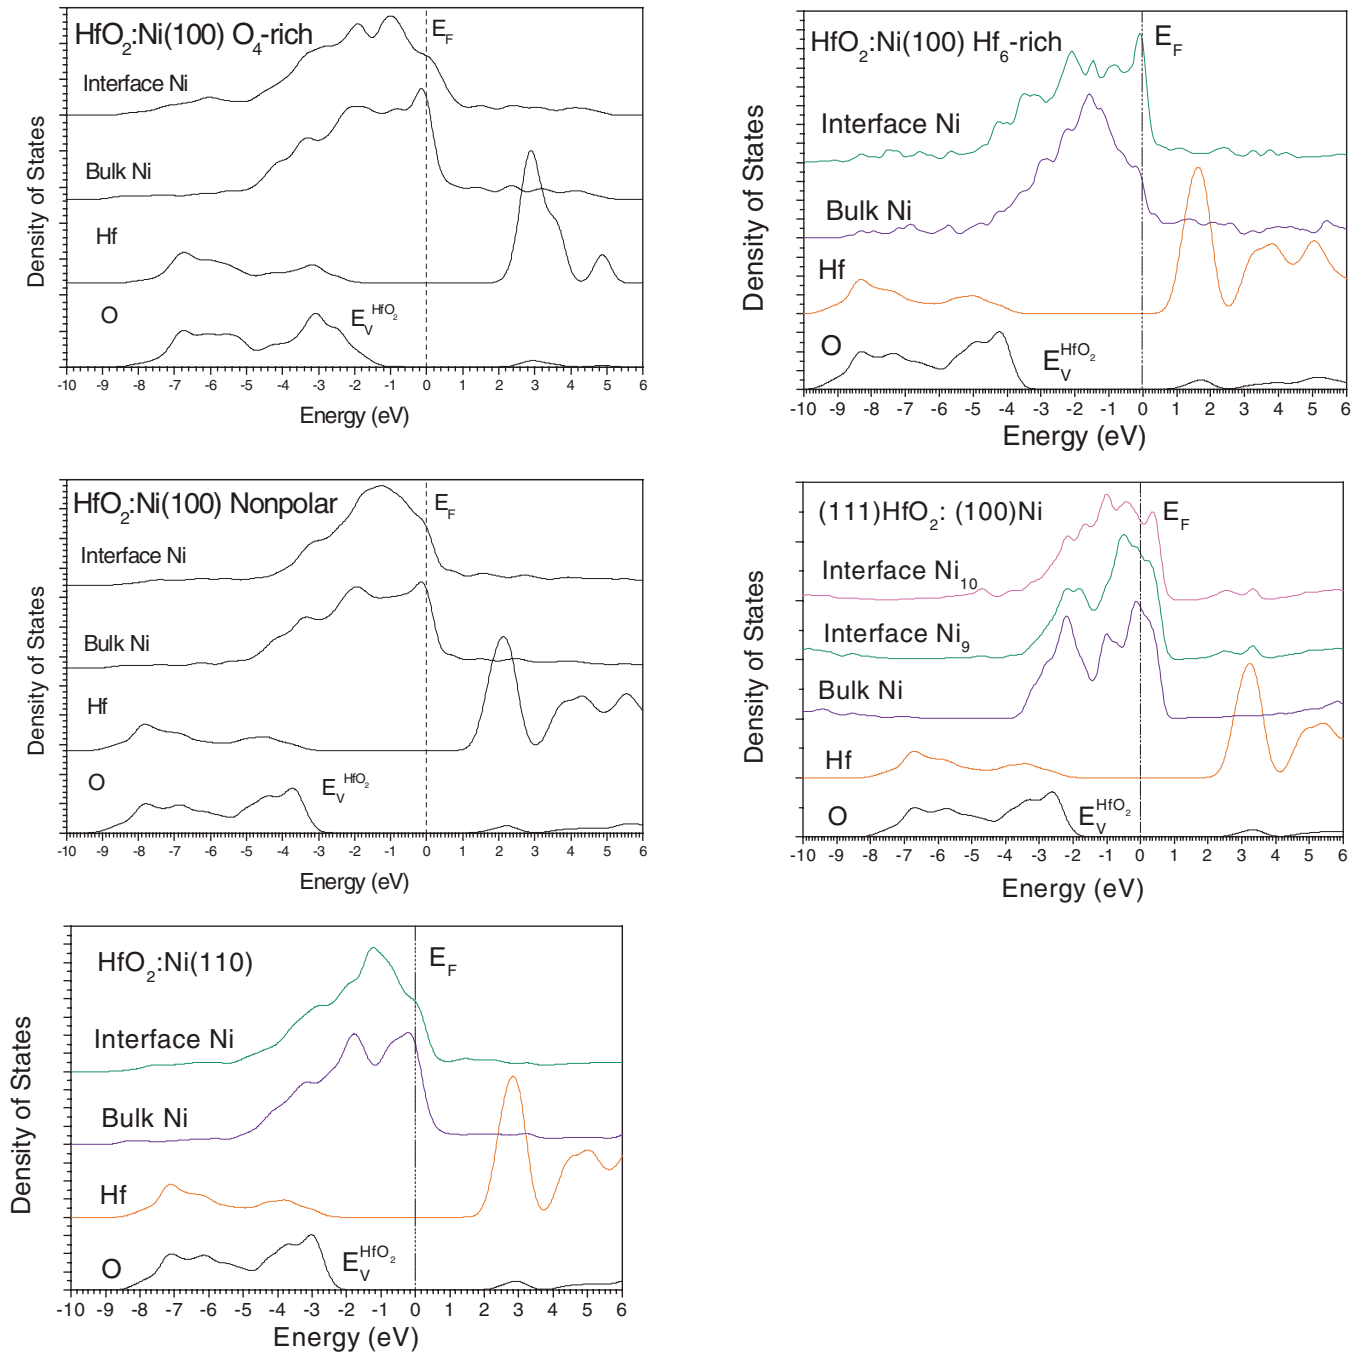 HfO2:Ni(100) O4-rich
EF
Interface Ni
Bulk Ni
Hf
O
EV^HfO2
Density of States
-10 -9 -8 -7 -6 -5 -4 -3 -2 -1 0 1 2 3 4 5 6
Energy (eV)
HfO2:Ni(100) Hf6-rich
EF
Interface Ni
Bulk Ni
Hf
O
EV^HfO2
Density of States
-10 -9 -8 -7 -6 -5 -4 -3 -2 -1 0 1 2 3 4 5 6
Energy (eV)
HfO2:Ni(100) Nonpolar
EF
Interface Ni
Bulk Ni
Hf
O
EV^HfO2
Density of States
-10 -9 -8 -7 -6 -5 -4 -3 -2 -1 0 1 2 3 4 5 6
Energy (eV)
(111)HfO2: (100)Ni
EF
Interface Ni10
Interface Ni9
Bulk Ni
Hf
O
EV^HfO2
Density of States
-10 -9 -8 -7 -6 -5 -4 -3 -2 -1 0 1 2 3 4 5 6
Energy (eV)
HfO2:Ni(110)
EF
Interface Ni
Bulk Ni
Hf
O
EV^HfO2
Density of States
-10 -9 -8 -7 -6 -5 -4 -3 -2 -1 0 1 2 3 4 5 6
Energy (eV)